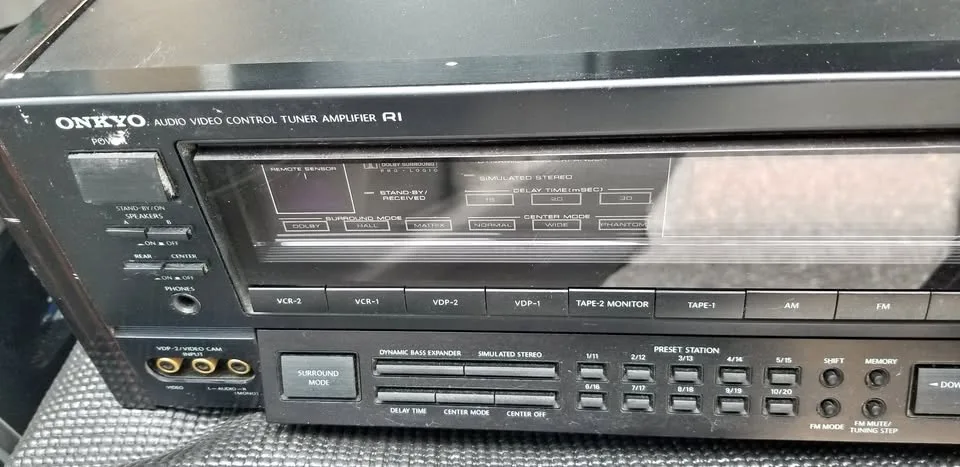 ONKYO AUDIO VIDEO CONTROL TUNER AMPLIFIER RI
POWER
STAND-BY/ON
SPEAKERS
A B
ON OFF
REAR CENTER
ON OFF
PHONES
VDP-2/VIDEO CAM
INPUT
VIDEO L-AUDIO-R
(MONO)
REMOTE SENSOR
DOLBY SURROUND
PRO·LOGIC
STAND-BY/
RECEIVED
SIMULATED STEREO
DELAY TIME(mSEC)
15 20 30
SURROUND MODE CENTER MODE
DOLBY HALL MATRIX NORMAL WIDE PHANTOM
VCR-2 VCR-1 VDP-2 VDP-1 TAPE-2 MONITOR TAPE-1 AM FM
SURROUND
MODE
DYNAMIC BASS EXPANDER SIMULATED STEREO
DELAY TIME CENTER MODE CENTER OFF
PRESET STATION
1/11 2/12 3/13 4/14 5/15
6/16 7/17 8/18 9/19 10/20
SHIFT MEMORY
FM MODE FM MUTE/
TUNING STEP